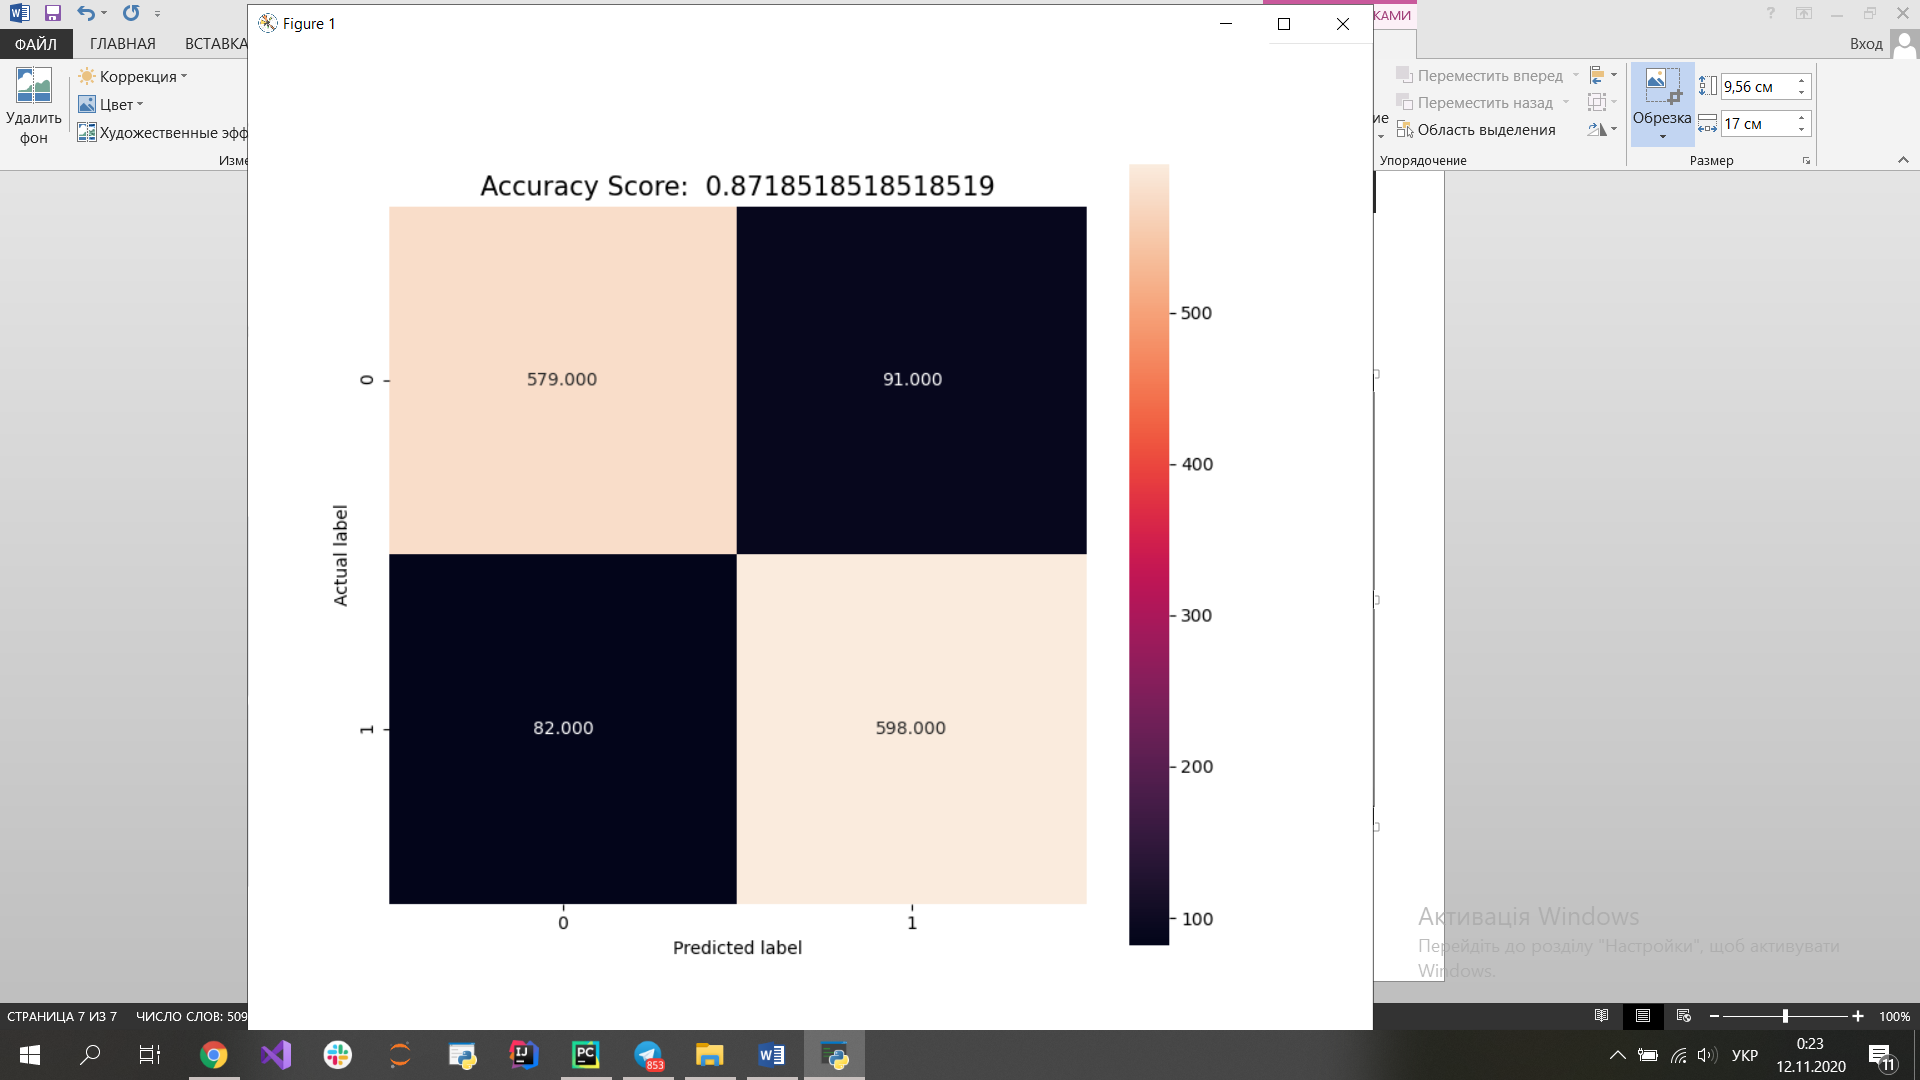 Figure 1
КАМИ
ФАЙЛ
ГЛАВНАЯ
ВСТАВКА
Вход
Удалить
фон
Коррекция
Цвет
Художественные эфф
Изме
ие
Переместить вперед
Переместить назад
Область выделения
Упорядочение
Обрезка
9,56 см
17 см
Размер
Accuracy Score: 0.8718518518518519
579.000
91.000
82.000
598.000
0
1
Actual label
0
1
Predicted label
500
400
300
200
100
Активація Windows
Перейдіть до розділу "Настройки", щоб активувати
Windows.
СТРАНИЦА 7 ИЗ 7
ЧИСЛО СЛОВ: 509
100%
PC
853
УКР
0:23
12.11.2020
11